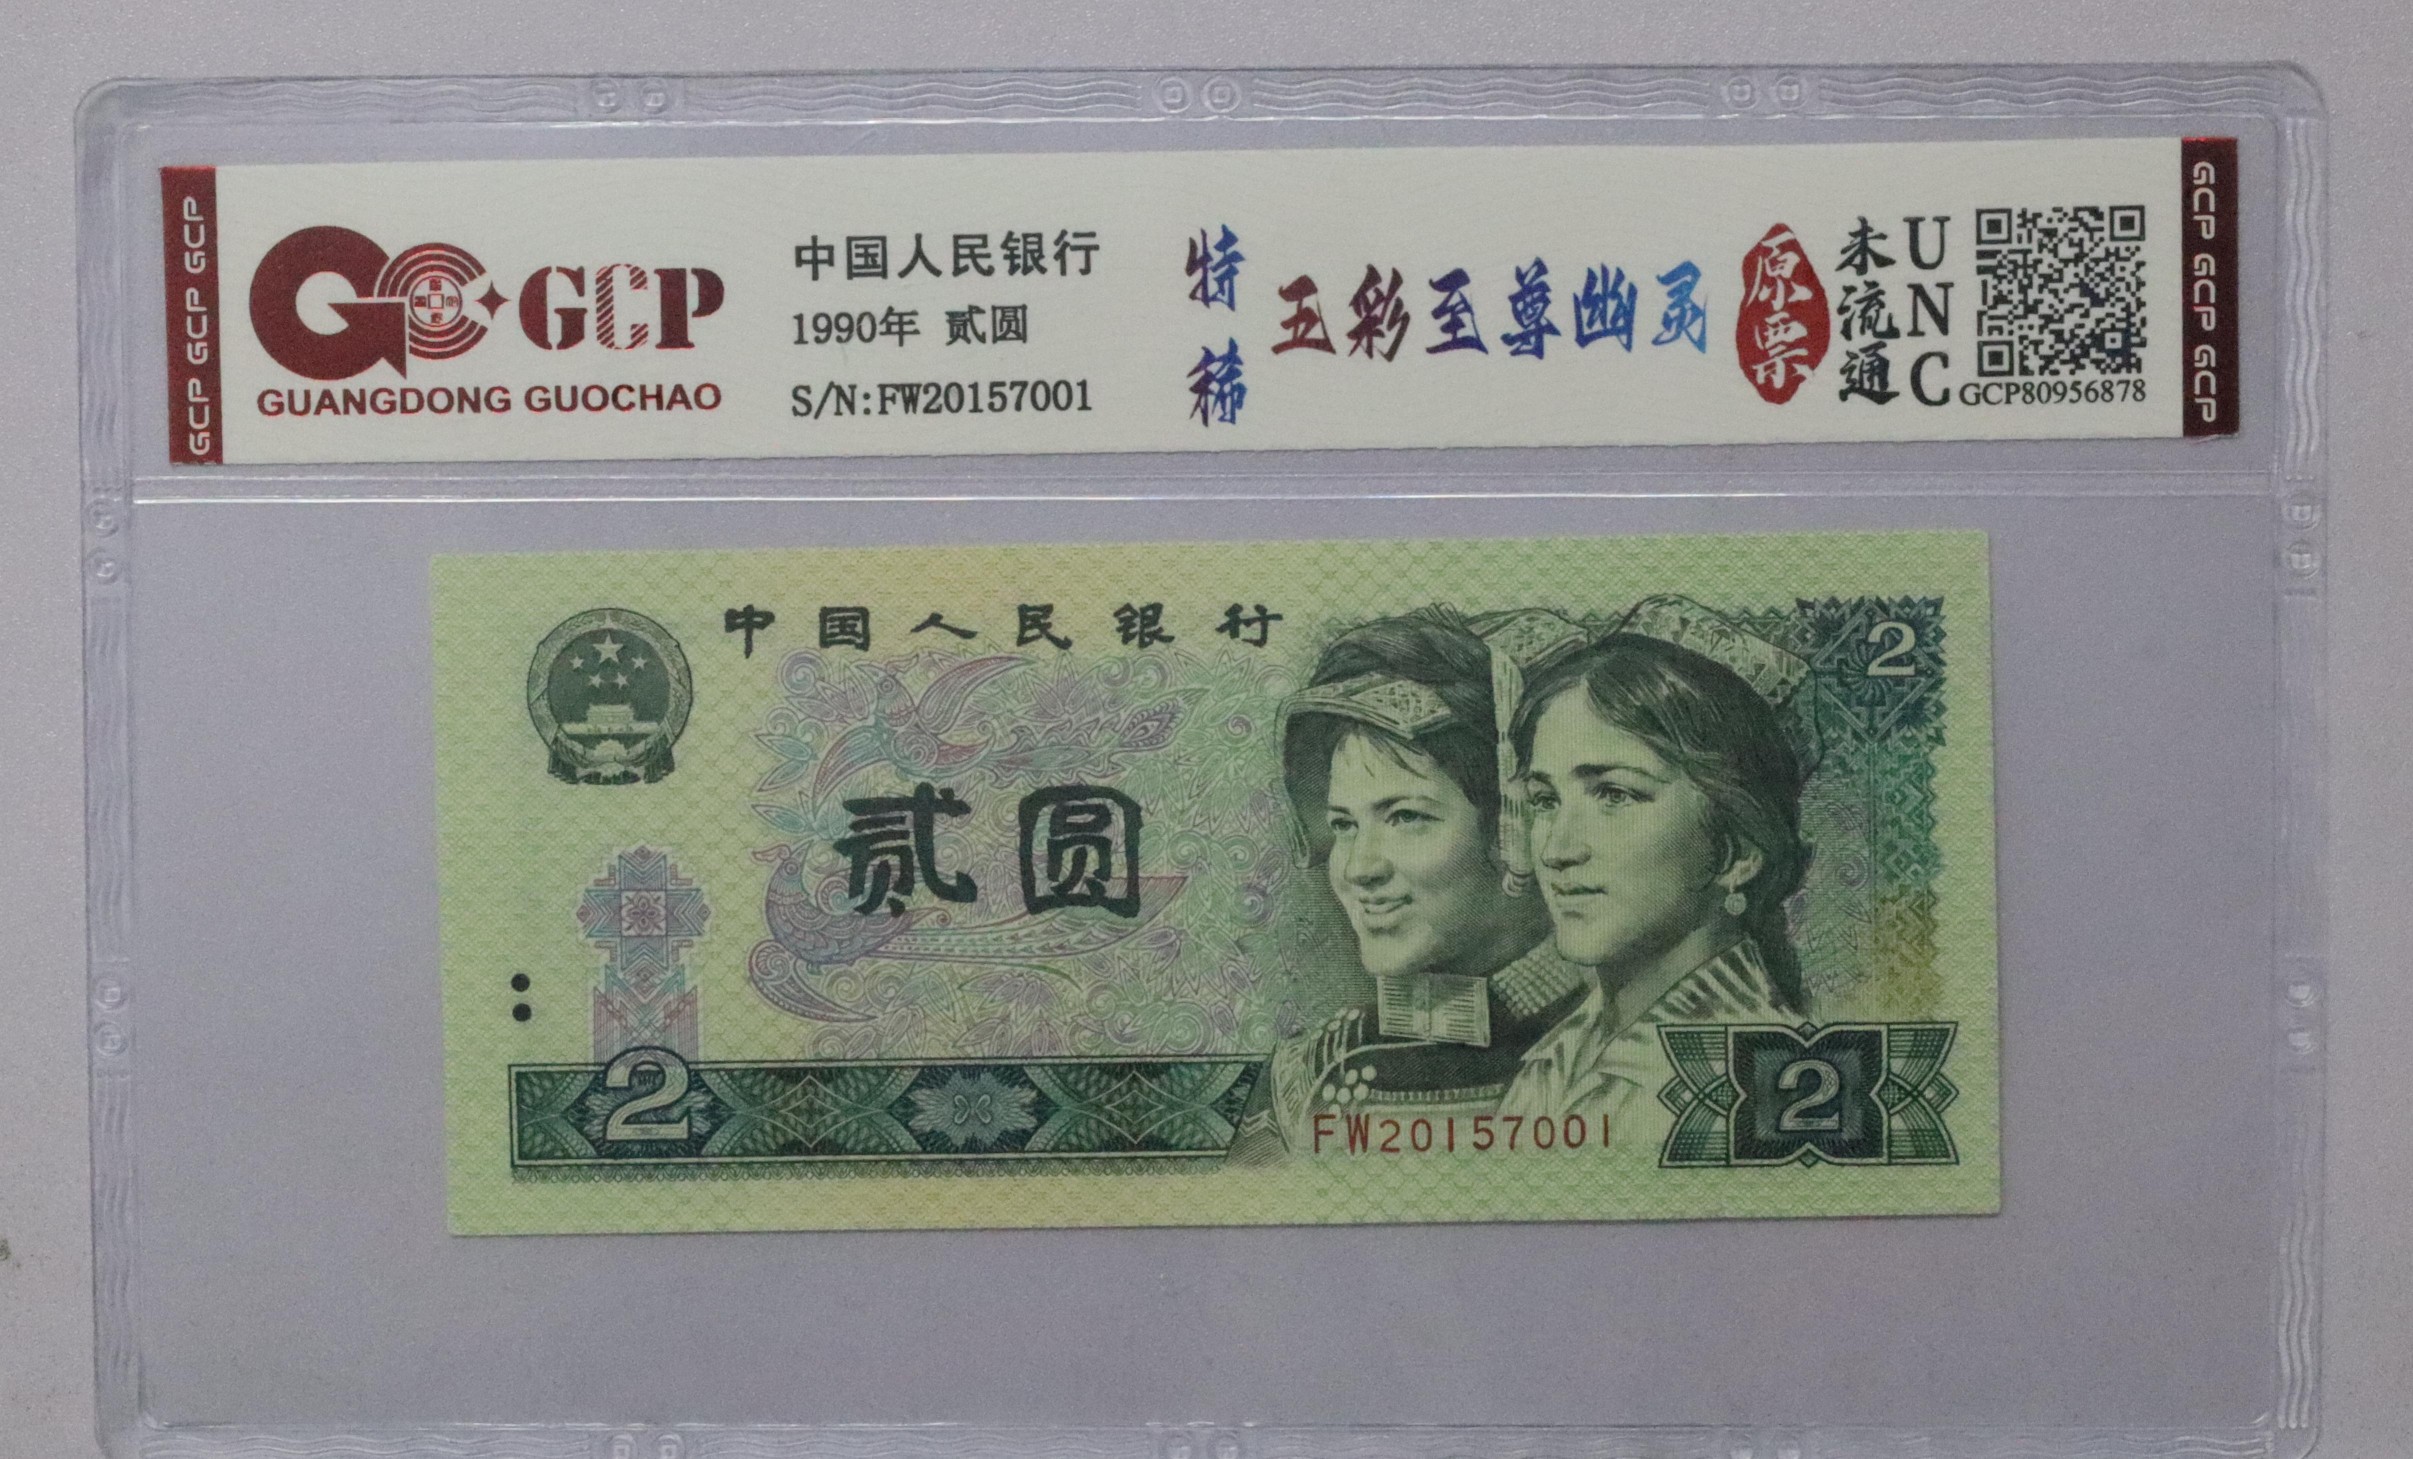 GCP GCP GCP
GCP
GUANGDONG GUOCHAO
中国人民银行
1990年 贰圆
S/N:FW20157001
特稀
五彩至尊幽灵
原票
未流通
UNC
GCP80956878
GCP GCP GCP
中国人民银行
2
贰圆
2
FW20157001
2